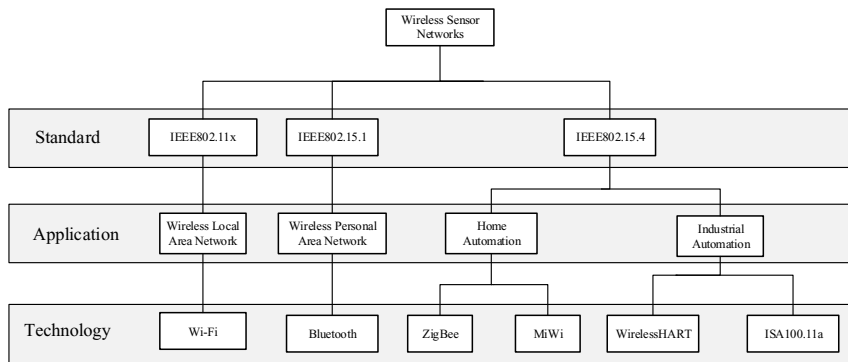 Wireless Sensor
Networks
Standard
IEEE802.11x
IEEE802.15.1
IEEE802.15.4
Application
Wireless Local
Area Network
Wireless Personal
Area Network
Home
Automation
Industrial
Automation
Technology
Wi-Fi
Bluetooth
ZigBee
MiWi
WirelessHART
ISA100.11a